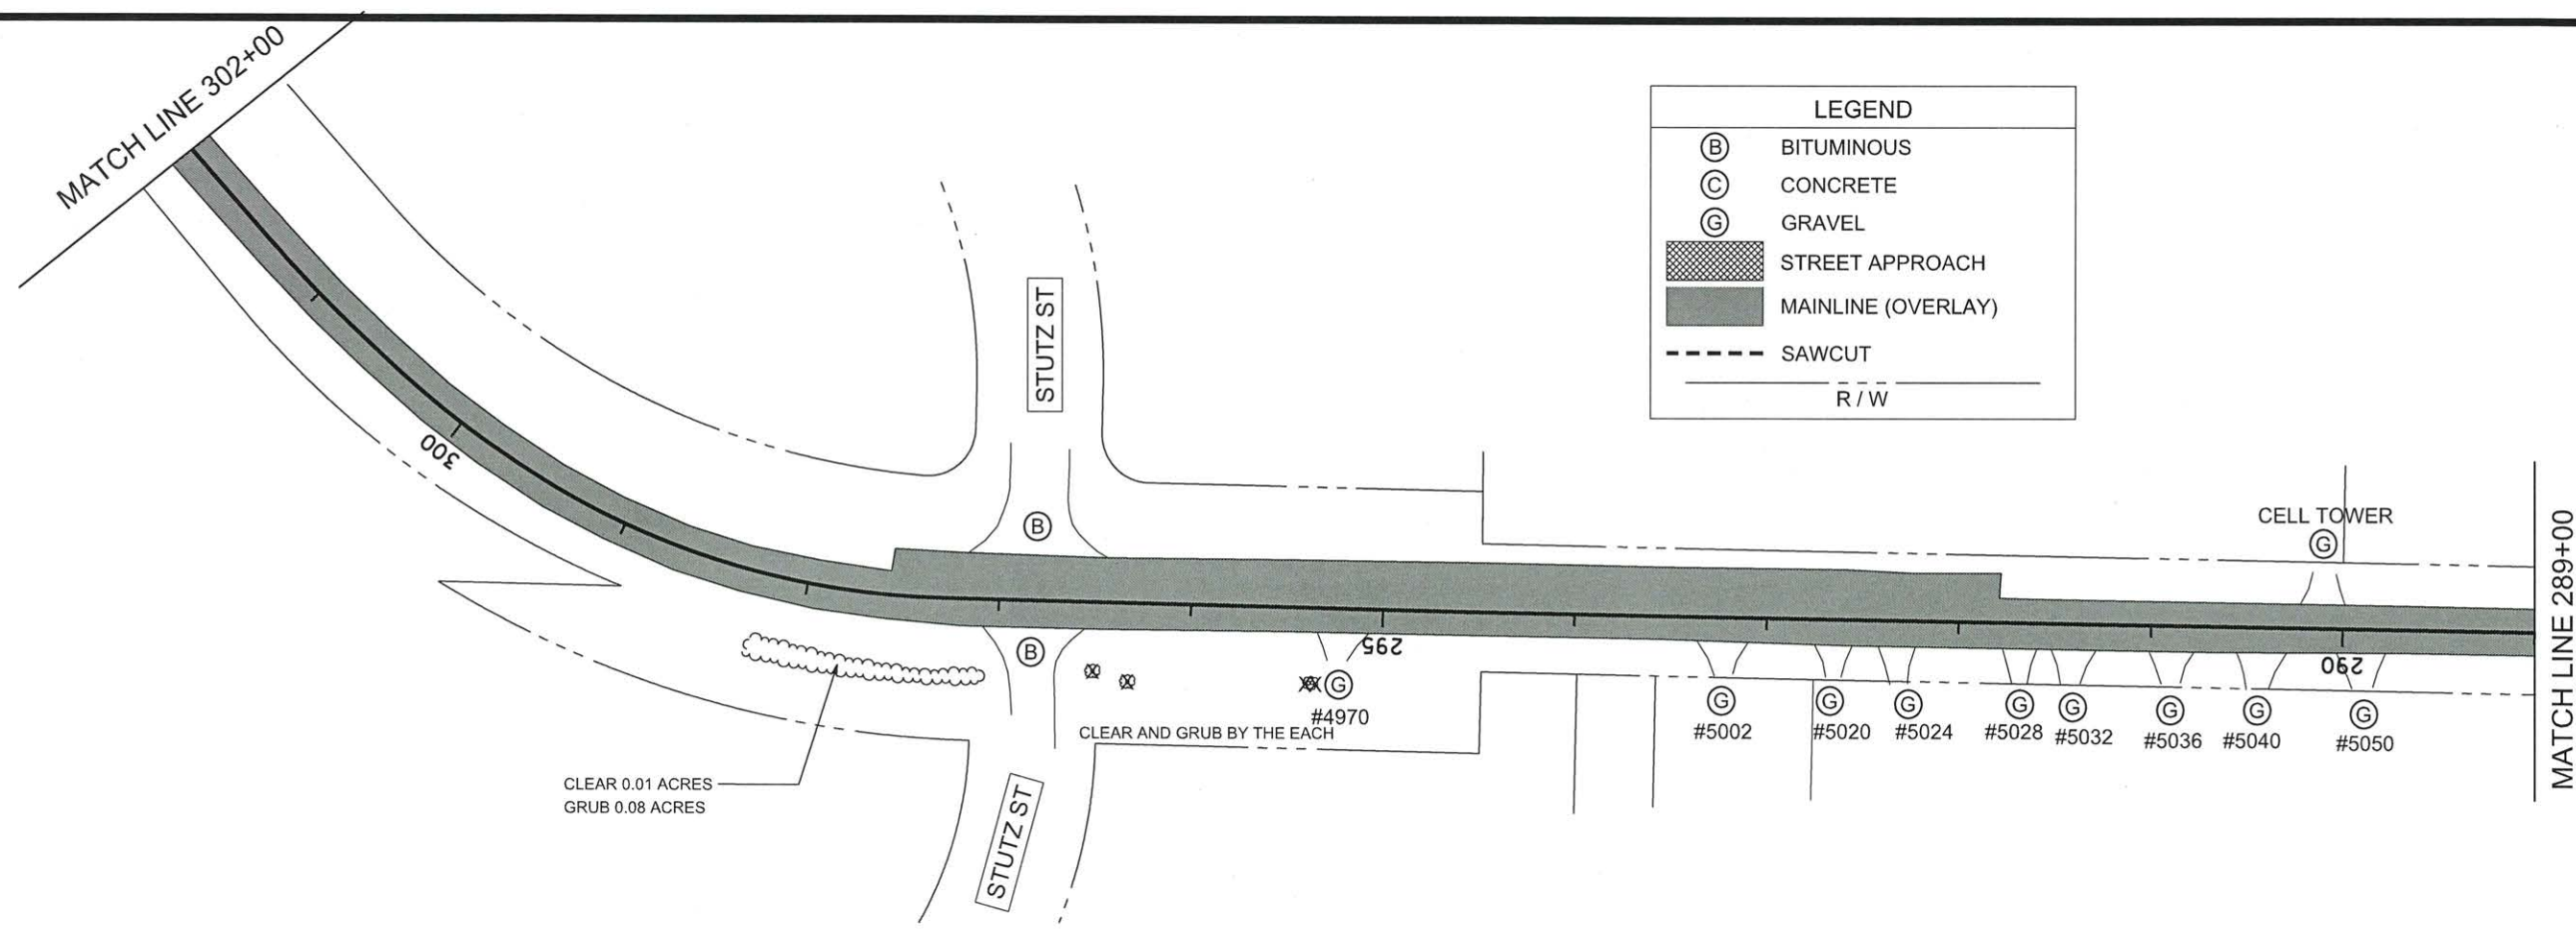 MATCH LINE 302+00
LEGEND
B BITUMINOUS
C CONCRETE
G GRAVEL
STREET APPROACH
MAINLINE (OVERLAY)
SAWCUT
R / W
STUTZ ST
300
B
CELL TOWER
G
MATCH LINE 289+00
295
290
B
G
#4970
CLEAR AND GRUB BY THE EACH
G
#5002
G
#5020
G
#5024
G
#5028
G
#5032
G
#5036
G
#5040
G
#5050
CLEAR 0.01 ACRES
GRUB 0.08 ACRES
STUTZ ST